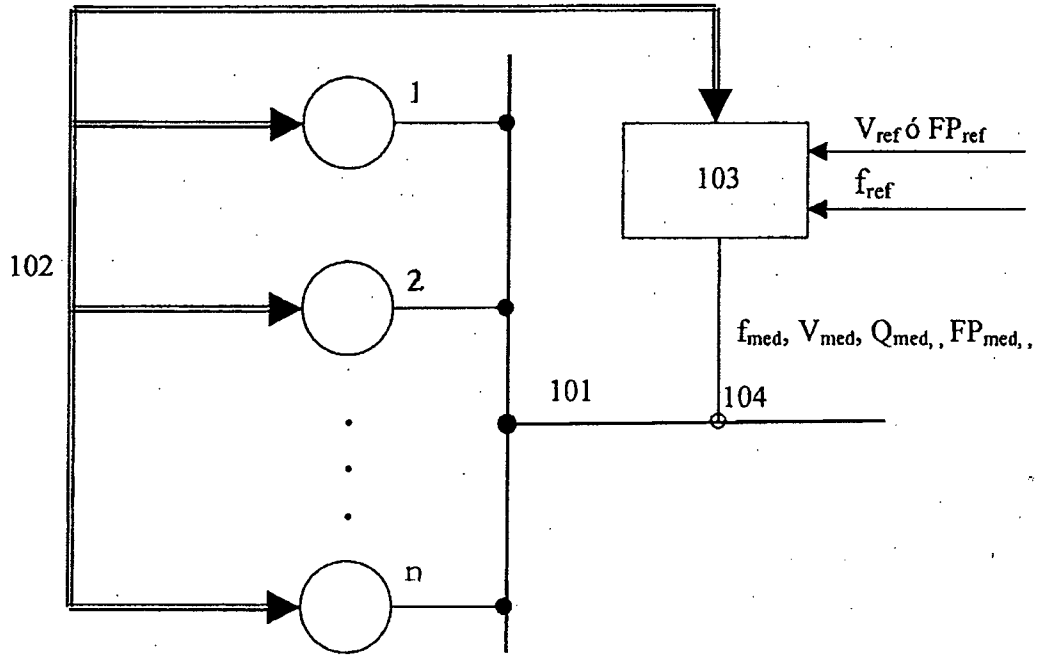 1
V_ref ó FP_ref
103
f_ref
102
2
f_med, V_med, Q_med, , FP_med, ,
101
104
n